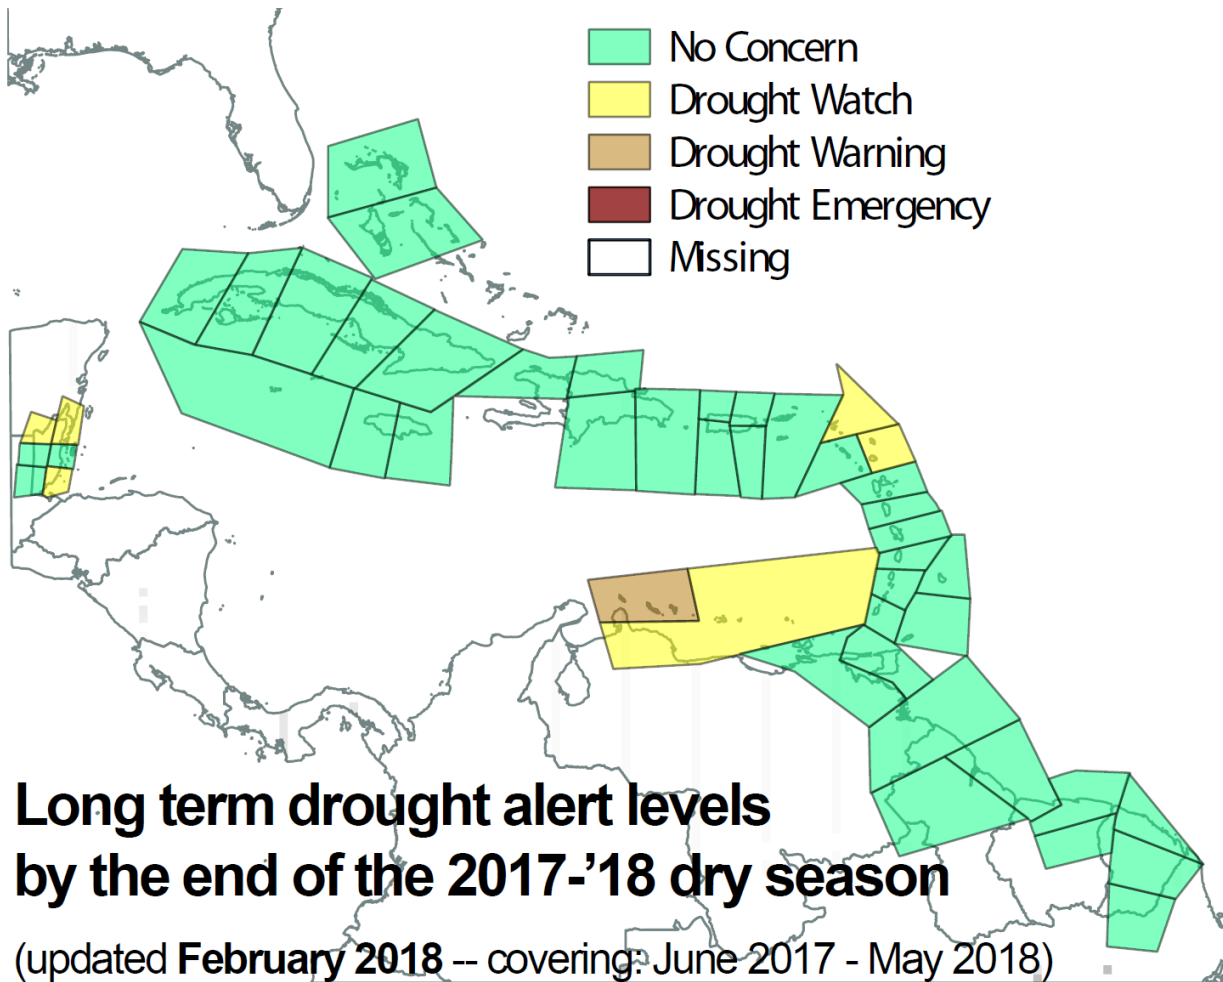 No Concern
Drought Watch
Drought Warning
Drought Emergency
Missing
Long term drought alert levels
by the end of the 2017-'18 dry season
(updated February 2018 -- covering: June 2017 - May 2018)